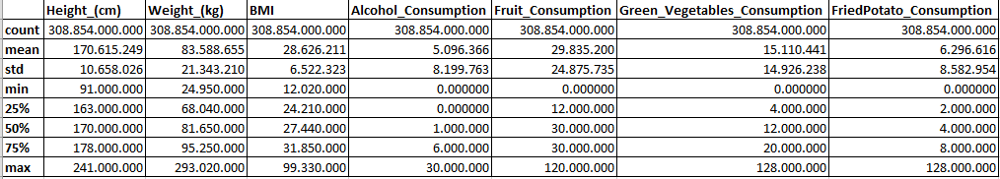 Height_(cm) Weight_(kg) BMI Alcohol_Consumption Fruit_Consumption Green_Vegetables_Consumption FriedPotato_Consumption
count 308.854.000.000 308.854.000.000 308.854.000.000 308.854.000.000 308.854.000.000 308.854.000.000 308.854.000.000
mean 170.615.249 83.588.655 28.626.211 5.096.366 29.835.200 15.110.441 6.296.616
std 10.658.026 21.343.210 6.522.323 8.199.763 24.875.735 14.926.238 8.582.954
min 91.000.000 24.950.000 12.020.000 0.000000 0.000000 0.000000 0.000000
25% 163.000.000 68.040.000 24.210.000 0.000000 12.000.000 4.000.000 2.000.000
50% 170.000.000 81.650.000 27.440.000 1.000.000 30.000.000 12.000.000 4.000.000
75% 178.000.000 95.250.000 31.850.000 6.000.000 30.000.000 20.000.000 8.000.000
max 241.000.000 293.020.000 99.330.000 30.000.000 120.000.000 128.000.000 128.000.000